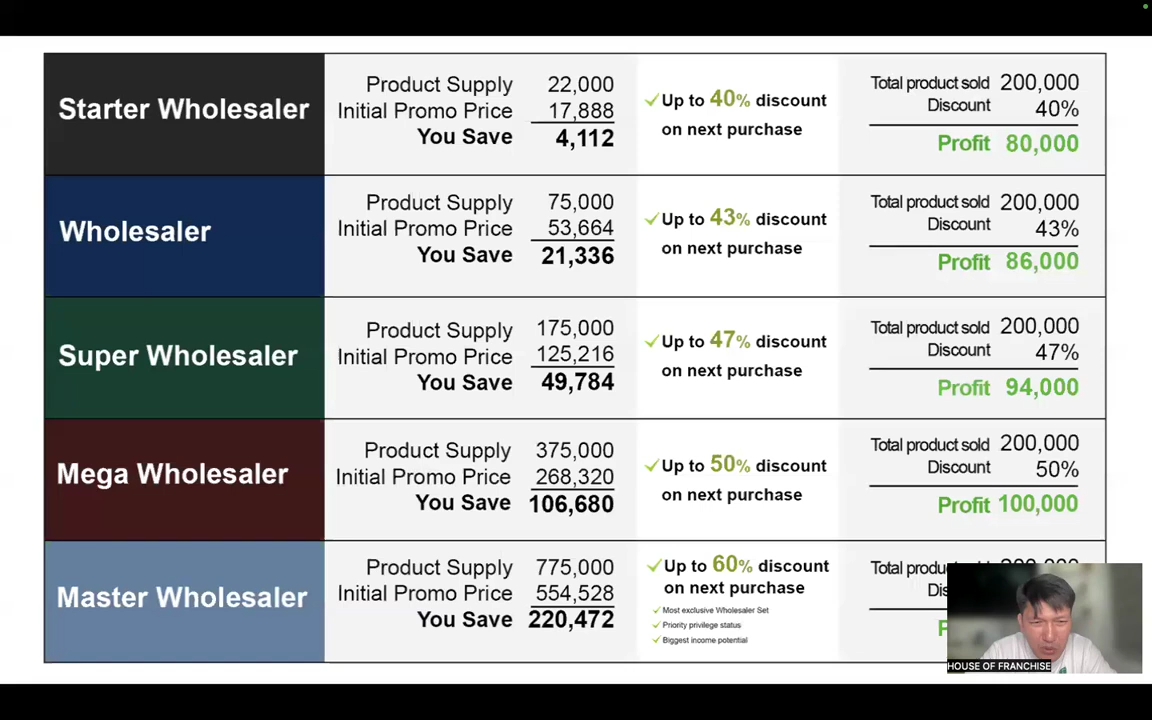 Starter Wholesaler
Product Supply 22,000
Initial Promo Price 17,888
You Save 4,112
Up to 40% discount
on next purchase
Total product sold 200,000
Discount 40%
Profit 80,000
Wholesaler
Product Supply 75,000
Initial Promo Price 53,664
You Save 21,336
Up to 43% discount
on next purchase
Total product sold 200,000
Discount 43%
Profit 86,000
Super Wholesaler
Product Supply 175,000
Initial Promo Price 125,216
You Save 49,784
Up to 47% discount
on next purchase
Total product sold 200,000
Discount 47%
Profit 94,000
Mega Wholesaler
Product Supply 375,000
Initial Promo Price 268,320
You Save 106,680
Up to 50% discount
on next purchase
Total product sold 200,000
Discount 50%
Profit 100,000
Master Wholesaler
Product Supply 775,000
Initial Promo Price 554,528
You Save 220,472
Up to 60% discount
on next purchase
Most exclusive Wholesaler Set
Priority privilege status
Biggest income potential
Total
HOUSE OF FRANCHISE